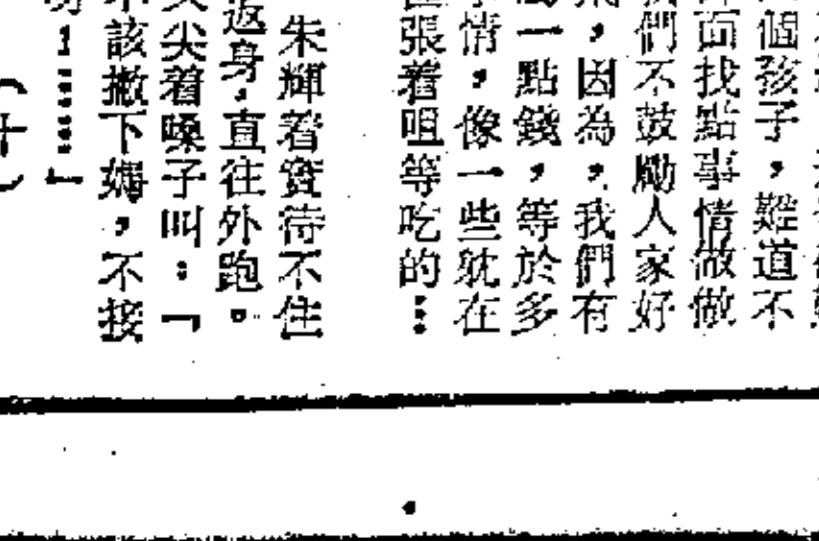 個孩子，難道不
面找點事情做做
們不鼓勵人家好
，因為，我們有
一點錢，等於多
情，像一些就在
張着咀等吃的⋯
朱輝着實待不住
返身，直往外跑。
尖着嗓子叫：「
該撇下媽，不接
！⋯⋯」